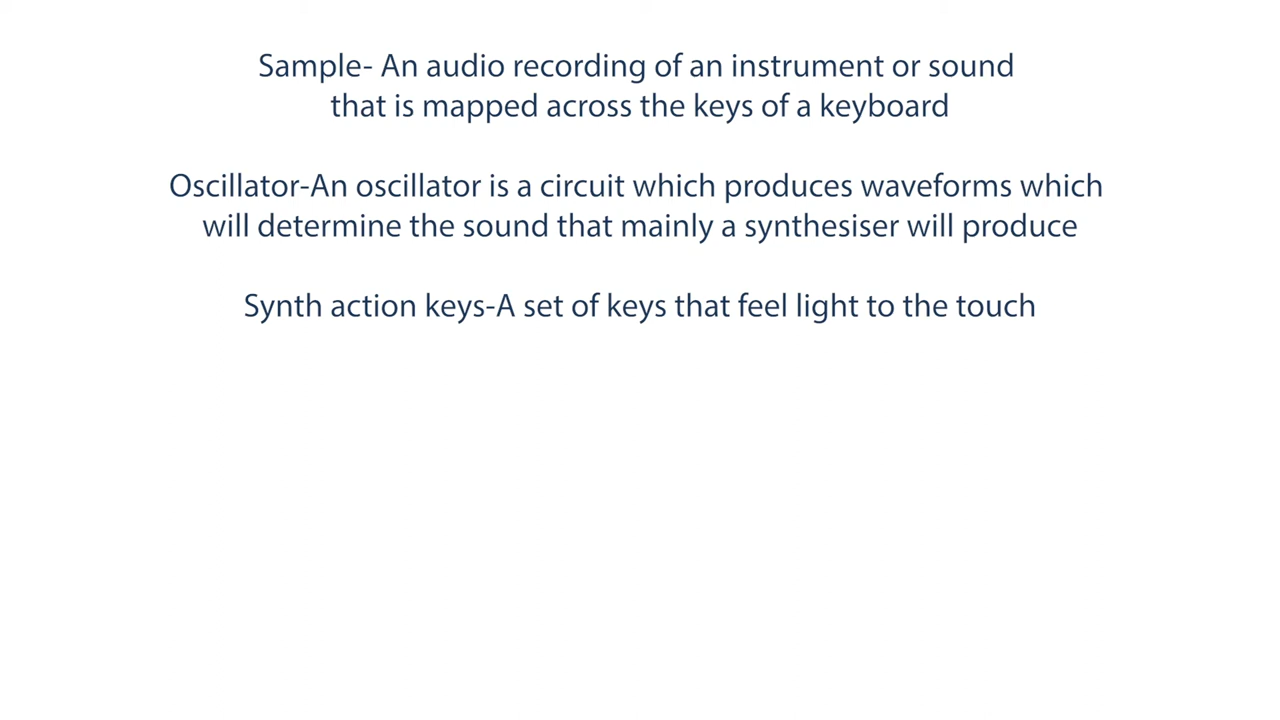 Sample- An audio recording of an instrument or sound
that is mapped across the keys of a keyboard
Oscillator-An oscillator is a circuit which produces waveforms which
will determine the sound that mainly a synthesiser will produce
Synth action keys-A set of keys that feel light to the touch